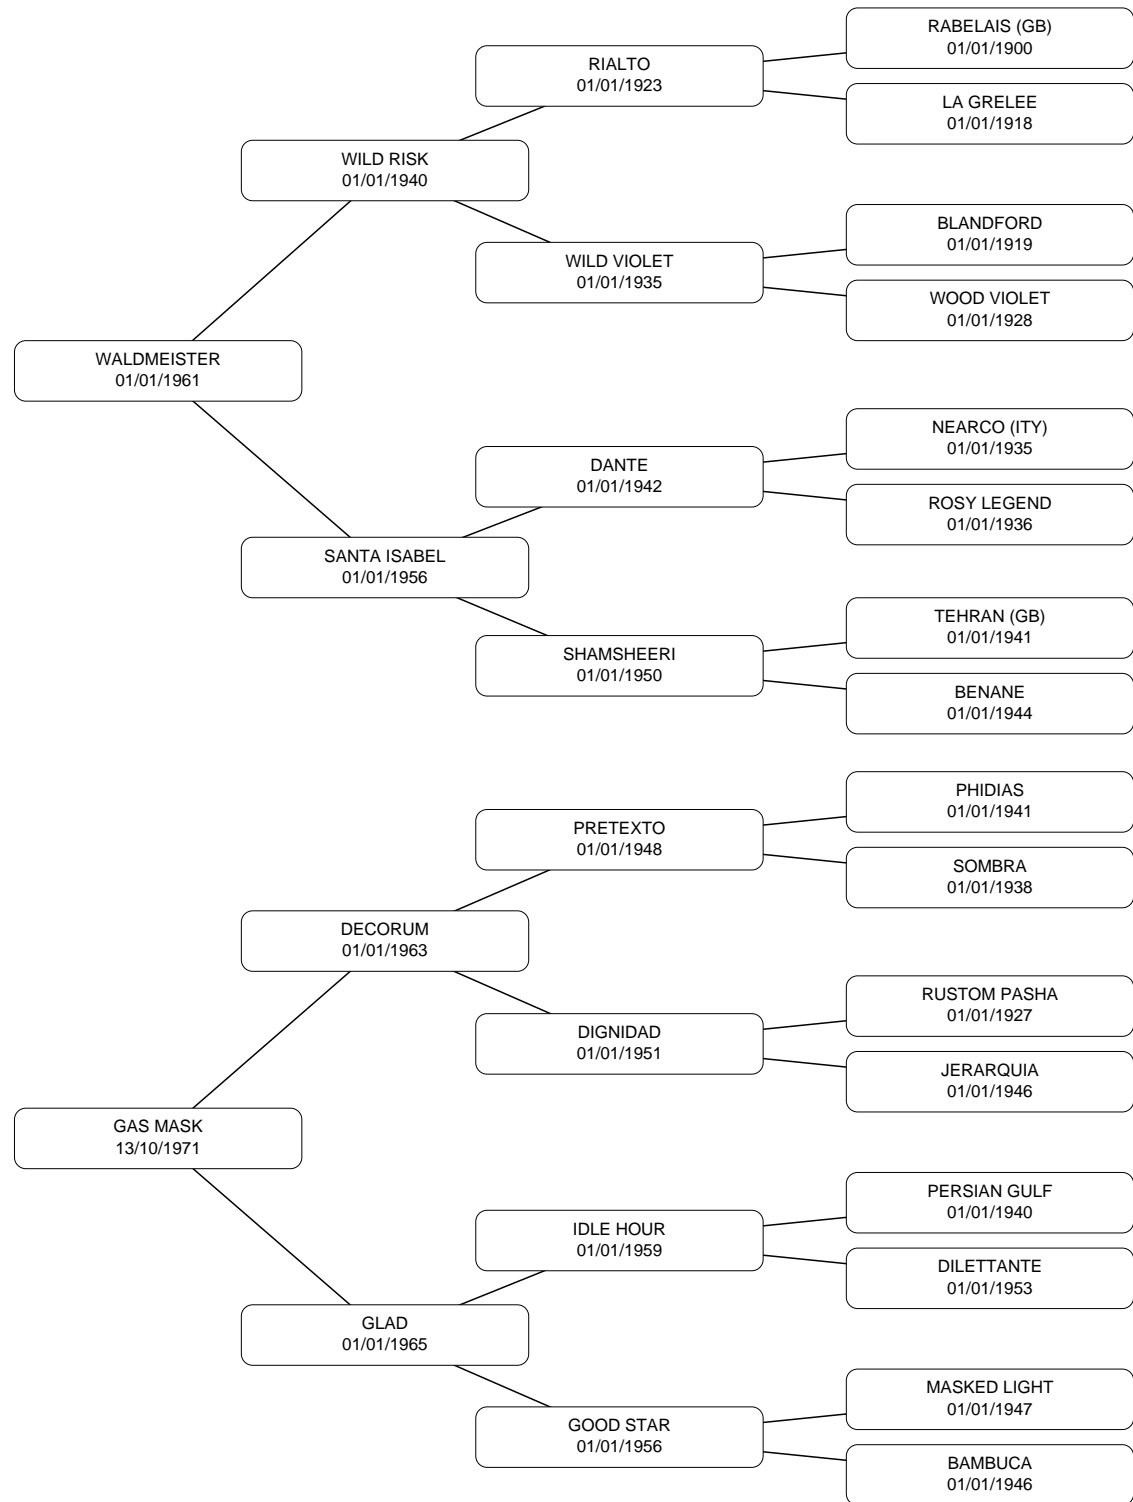 RABELAIS (GB)
01/01/1900
RIALTO
01/01/1923
LA GRELEE
01/01/1918
WILD RISK
01/01/1940
BLANDFORD
01/01/1919
WILD VIOLET
01/01/1935
WOOD VIOLET
01/01/1928
WALDMEISTER
01/01/1961
NEARCO (ITY)
01/01/1935
DANTE
01/01/1942
ROSY LEGEND
01/01/1936
SANTA ISABEL
01/01/1956
TEHRAN (GB)
01/01/1941
SHAMSHEERI
01/01/1950
BENANE
01/01/1944
PHIDIAS
01/01/1941
PRETEXTO
01/01/1948
SOMBRA
01/01/1938
DECORUM
01/01/1963
RUSTOM PASHA
01/01/1927
DIGNIDAD
01/01/1951
JERARQUIA
01/01/1946
GAS MASK
13/10/1971
PERSIAN GULF
01/01/1940
IDLE HOUR
01/01/1959
DILETTANTE
01/01/1953
GLAD
01/01/1965
MASKED LIGHT
01/01/1947
GOOD STAR
01/01/1956
BAMBUCA
01/01/1946